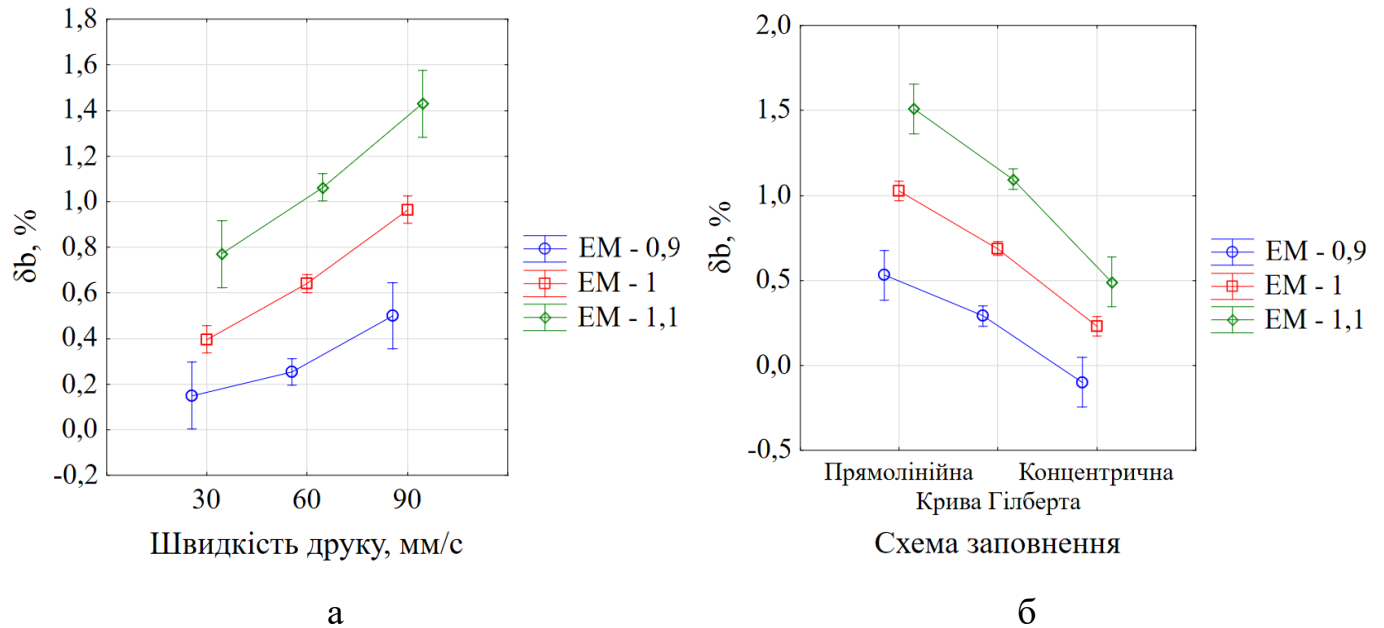 δb, %
1,8
1,6
1,4
1,2
1,0
0,8
0,6
0,4
0,2
0,0
-0,2
30 60 90
Швидкість друку, мм/с
EM - 0,9
EM - 1
EM - 1,1
а
δb, %
2,0
1,5
1,0
0,5
0,0
-0,5
Прямолінійна Концентрична
Крива Гілберта
Схема заповнення
EM - 0,9
EM - 1
EM - 1,1
б